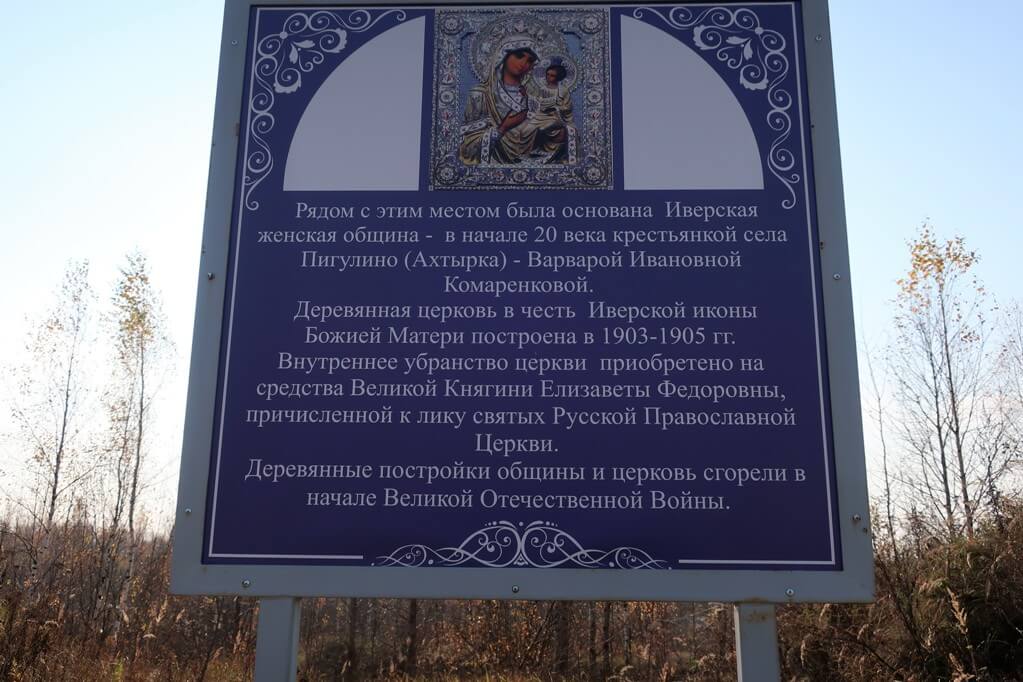 Рядом с этим местом была основана Иверская
женская община - в начале 20 века крестьянкой села
Пигулино (Ахтырка) - Варварой Ивановной
Комаренковой.
Деревянная церковь в честь Иверской иконы
Божией Матери построена в 1903-1905 гг.
Внутреннее убранство церкви приобретено на
средства Великой Княгини Елизаветы Федоровны,
причисленной к лику святых Русской Православной
Церкви.
Деревянные постройки общины и церковь сгорели в
начале Великой Отечественной Войны.